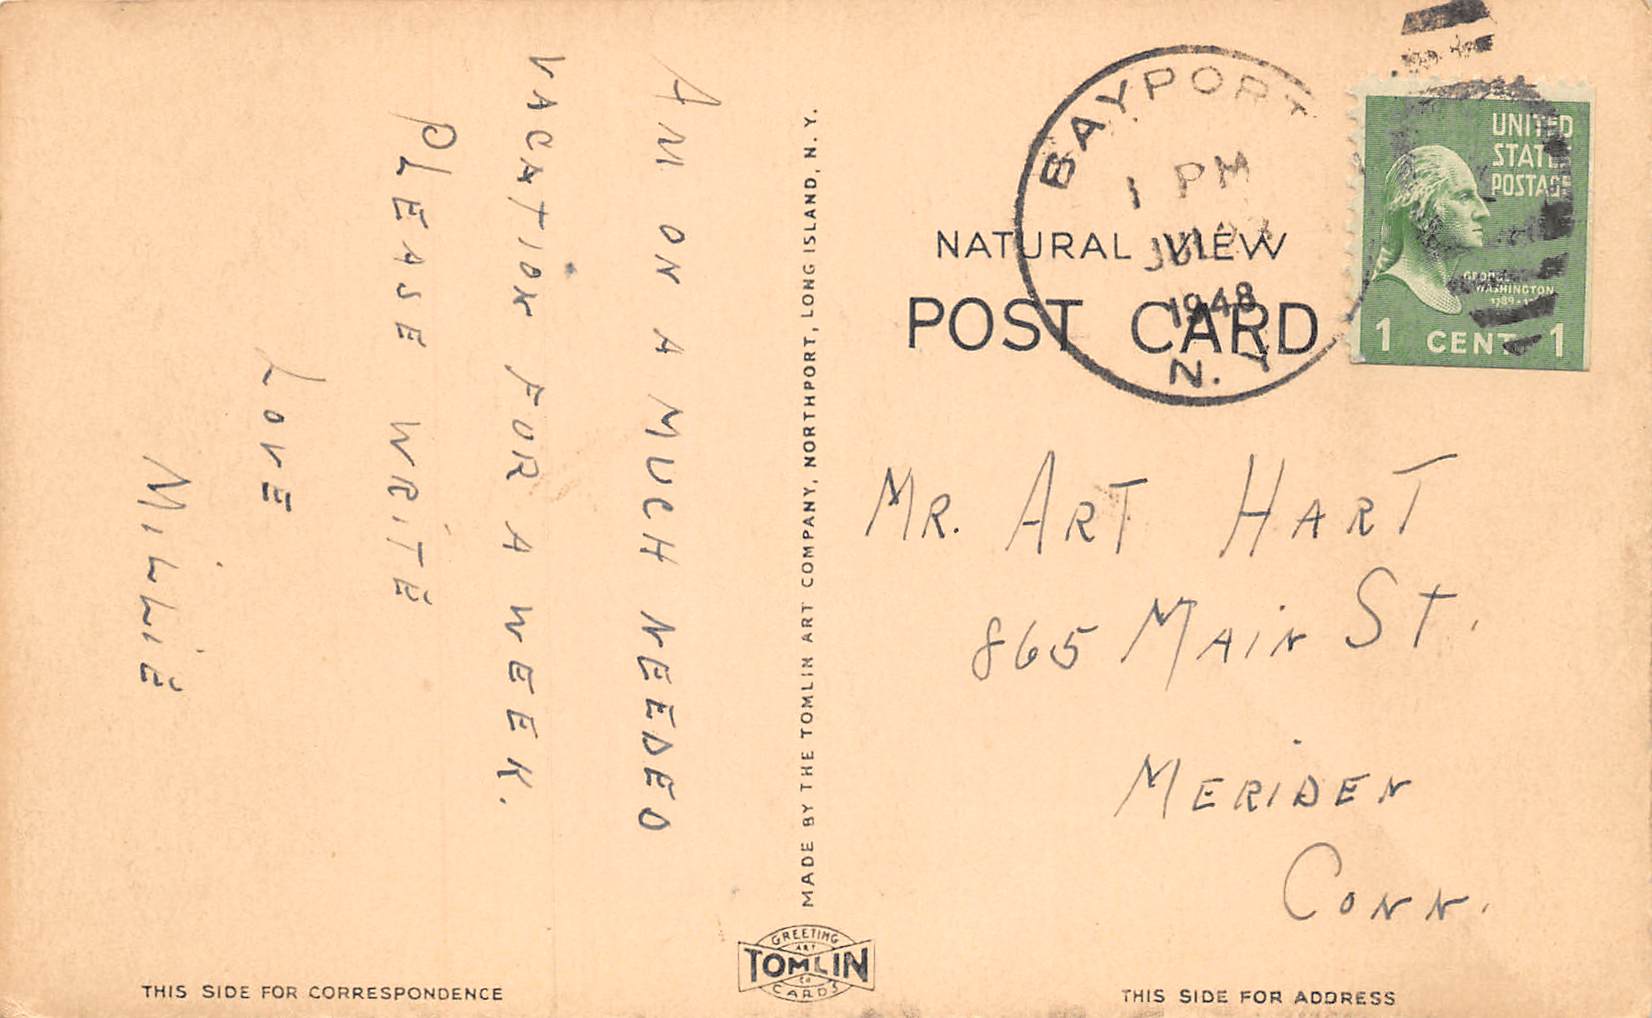 AM ON A MUCH NEEDED
VACATION FOR A WEEK.
PLEASE WRITE
LOVE
MILLIE
THIS SIDE FOR CORRESPONDENCE
MADE BY THE TOMLIN ART COMPANY, NORTHPORT, LONG ISLAND, N. Y.
GREETING
ART
TOMLIN
CO
CARDS
BAYPORT
1 PM
JUL
1948
N. Y.
NATURAL VIEW
POST CARD
UNITED
STATES
POSTAGE
GEORGE
WASHINGTON
1 CENT 1
MR. ART HART
865 MAIN ST.
MERIDEN
CONN.
THIS SIDE FOR ADDRESS